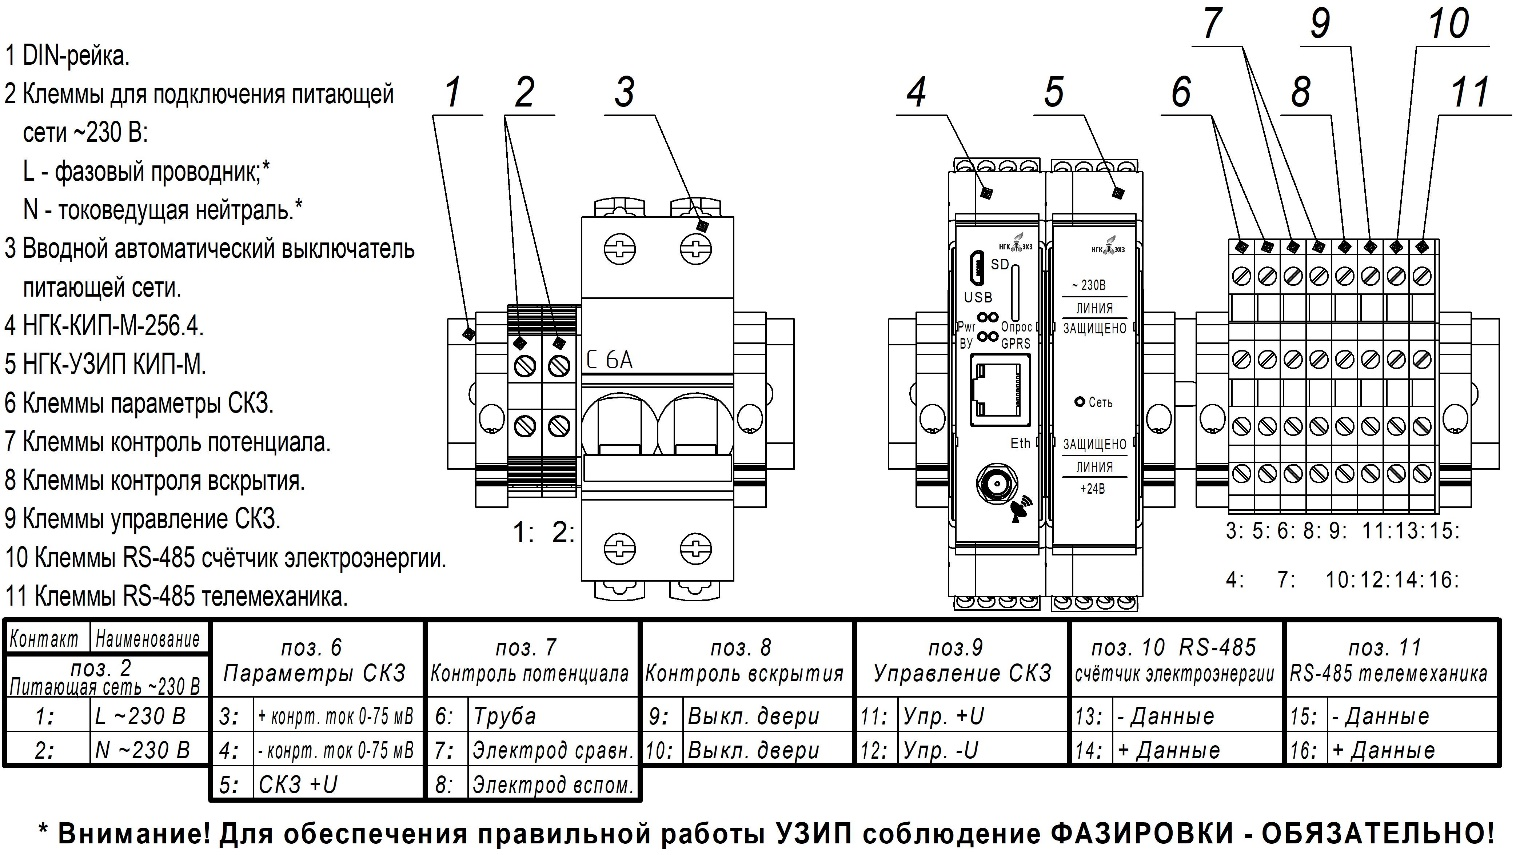 1 DIN-рейка.
2 Клеммы для подключения питающей
сети ~230 В:
L - фазовый проводник;*
N - токоведущая нейтраль.*
3 Вводной автоматический выключатель
питающей сети.
4 НГК-КИП-М-256.4.
5 НГК-УЗИП КИП-М.
6 Клеммы параметры СКЗ.
7 Клеммы контроль потенциала.
8 Клеммы контроля вскрытия.
9 Клеммы управление СКЗ.
10 Клеммы RS-485 счётчик электроэнергии.
11 Клеммы RS-485 телемеханика.
7 9 10
1 2 3 4 5 6 8 11
С 6А
1: 2:
НГК ЭКЗ
SD
USB
Pwr Опрос
ВУ GPRS
Eth
НГК ЭКЗ
~ 230В
ЛИНИЯ
ЗАЩИЩЕНО
Сеть
ЗАЩИЩЕНО
ЛИНИЯ
+24В
3: 5: 6: 8: 9: 11: 13: 15:
4: 7: 10: 12: 14: 16:
Контакт Наименование
поз. 2
Питающая сеть ~230 В
1: L ~230 В
2: N ~230 В
поз. 6
Параметры СКЗ
3: + конрт. ток 0-75 мВ
4: - конрт. ток 0-75 мВ
5: СКЗ +U
поз. 7
Контроль потенциала
6: Труба
7: Электрод сравн.
8: Электрод вспом.
поз. 8
Контроль вскрытия
9: Выкл. двери
10: Выкл. двери
поз.9
Управление СКЗ
11: Упр. +U
12: Упр. -U
поз. 10 RS-485
счётчик электроэнергии
13: - Данные
14: + Данные
поз. 11
RS-485 телемеханика
15: - Данные
16: + Данные
* Внимание! Для обеспечения правильной работы УЗИП соблюдение ФАЗИРОВКИ - ОБЯЗАТЕЛЬНО!